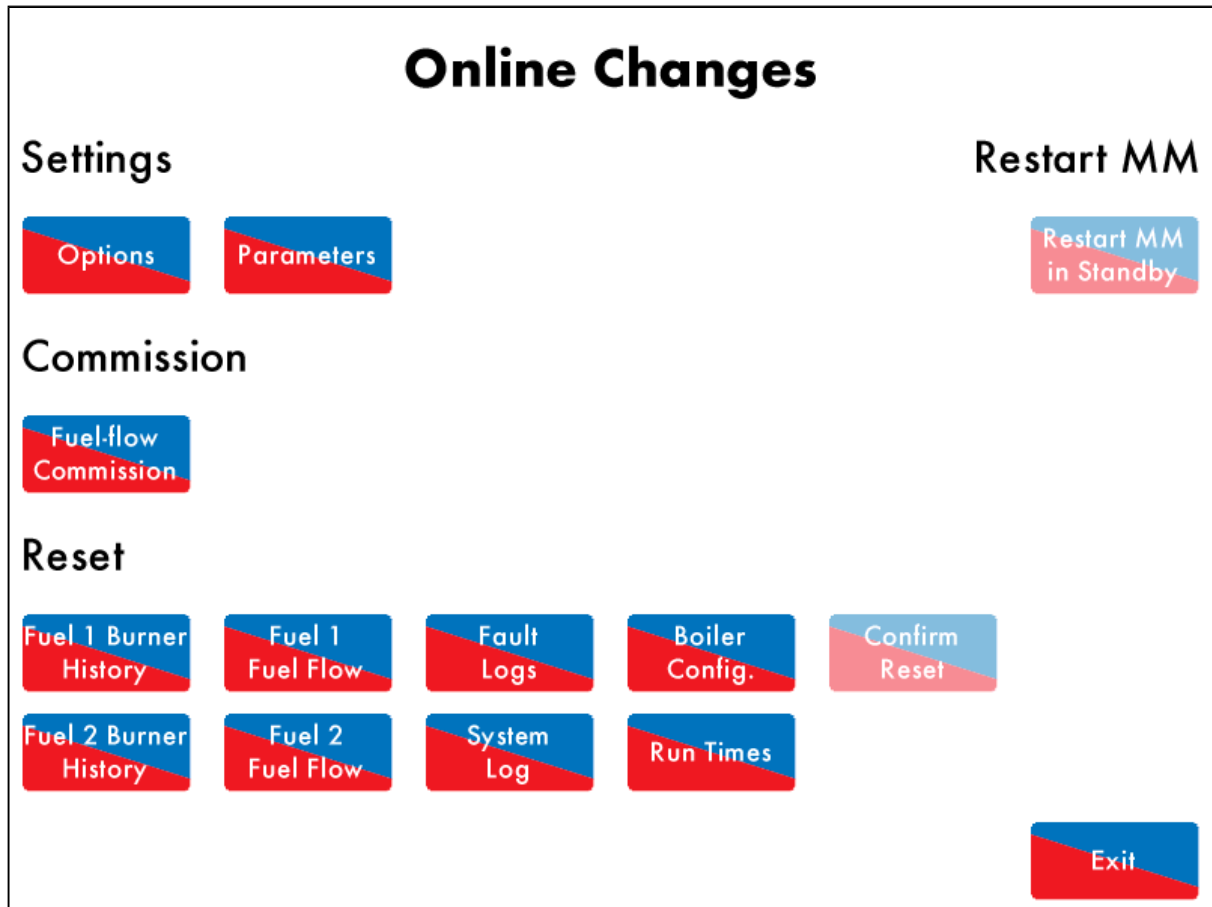 Online Changes
Settings
Restart MM
Options
Parameters
Restart MM
in Standby
Commission
Fuel-flow
Commission
Reset
Fuel 1 Burner
History
Fuel 1
Fuel Flow
Fault
Logs
Boiler
Config.
Confirm
Reset
Fuel 2 Burner
History
Fuel 2
Fuel Flow
System
Log
Run Times
Exit